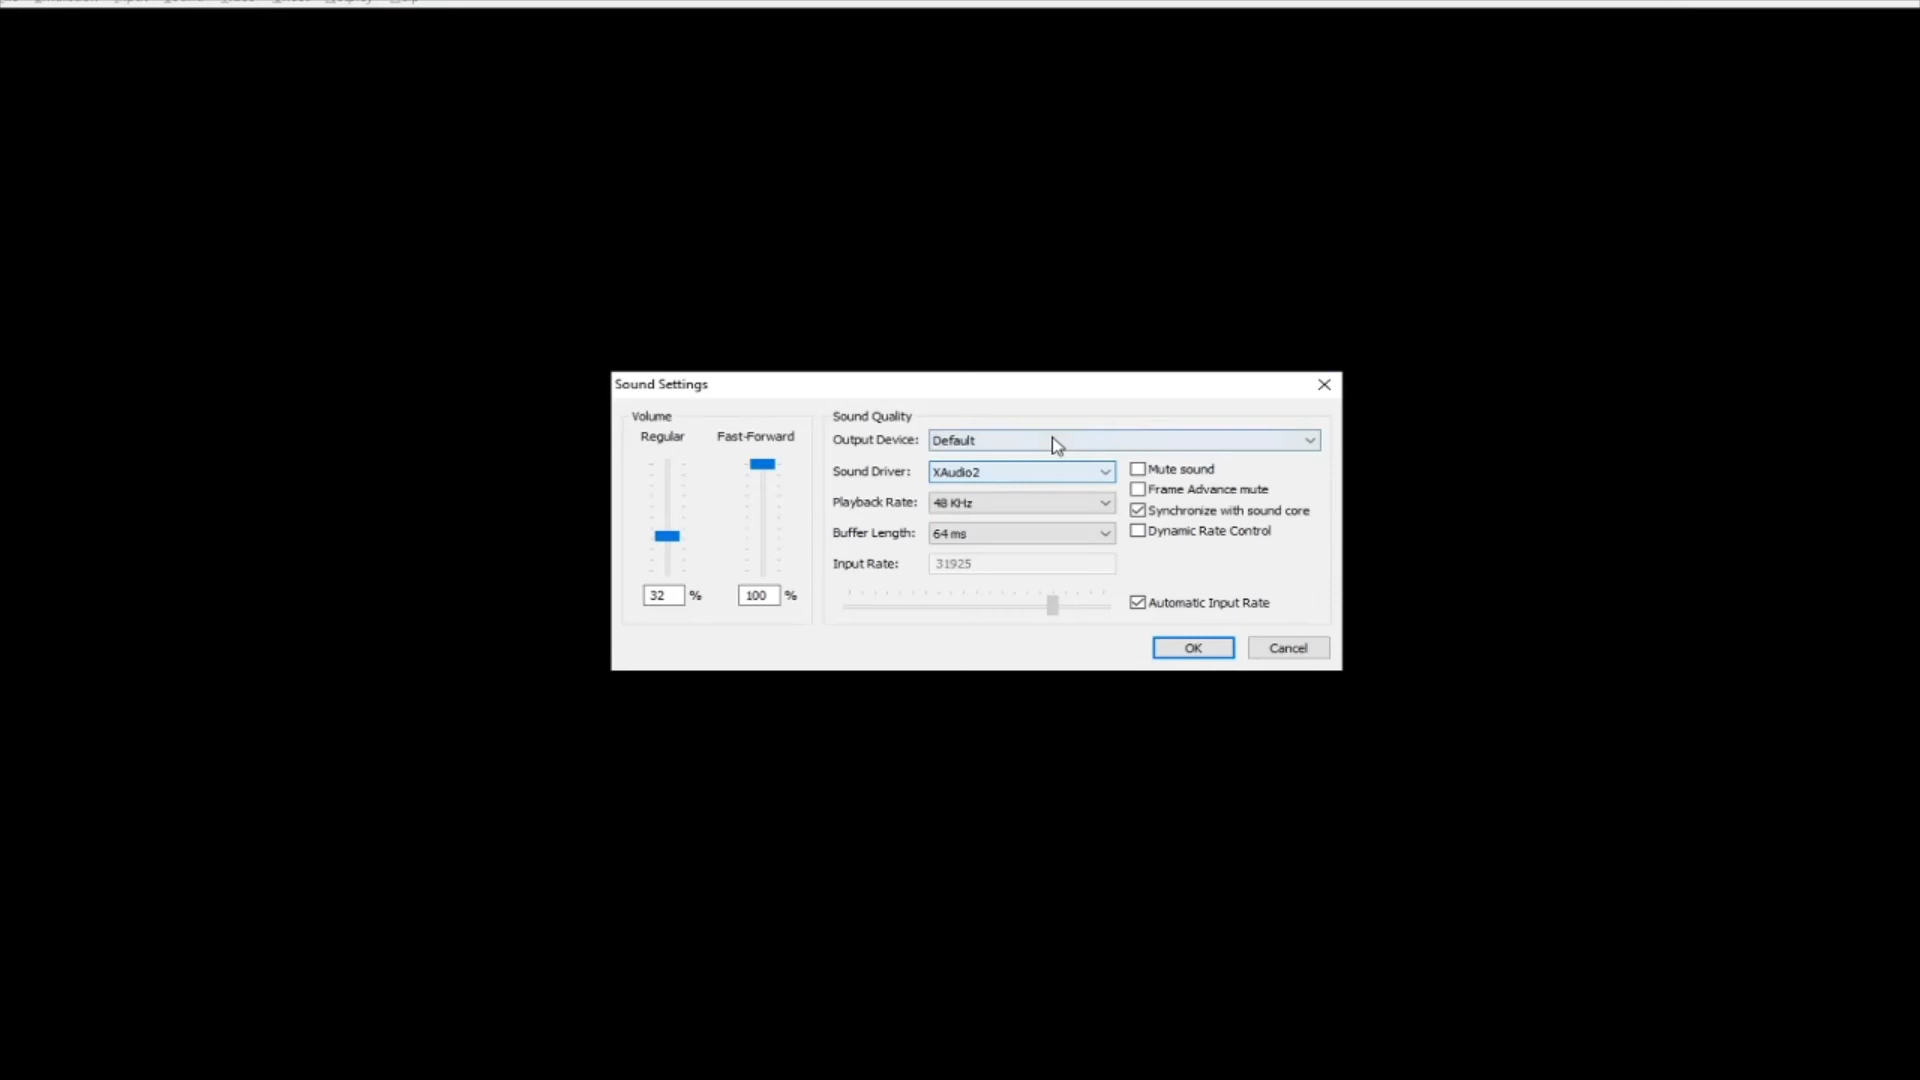 Sound Settings
Volume
Regular
Fast-Forward
32 %
100 %
Sound Quality
Output Device: Default
Sound Driver: XAudio2
Playback Rate: 48 KHz
Buffer Length: 64 ms
Input Rate: 31925
Mute sound
Frame Advance mute
Synchronize with sound core
Dynamic Rate Control
Automatic Input Rate
OK
Cancel